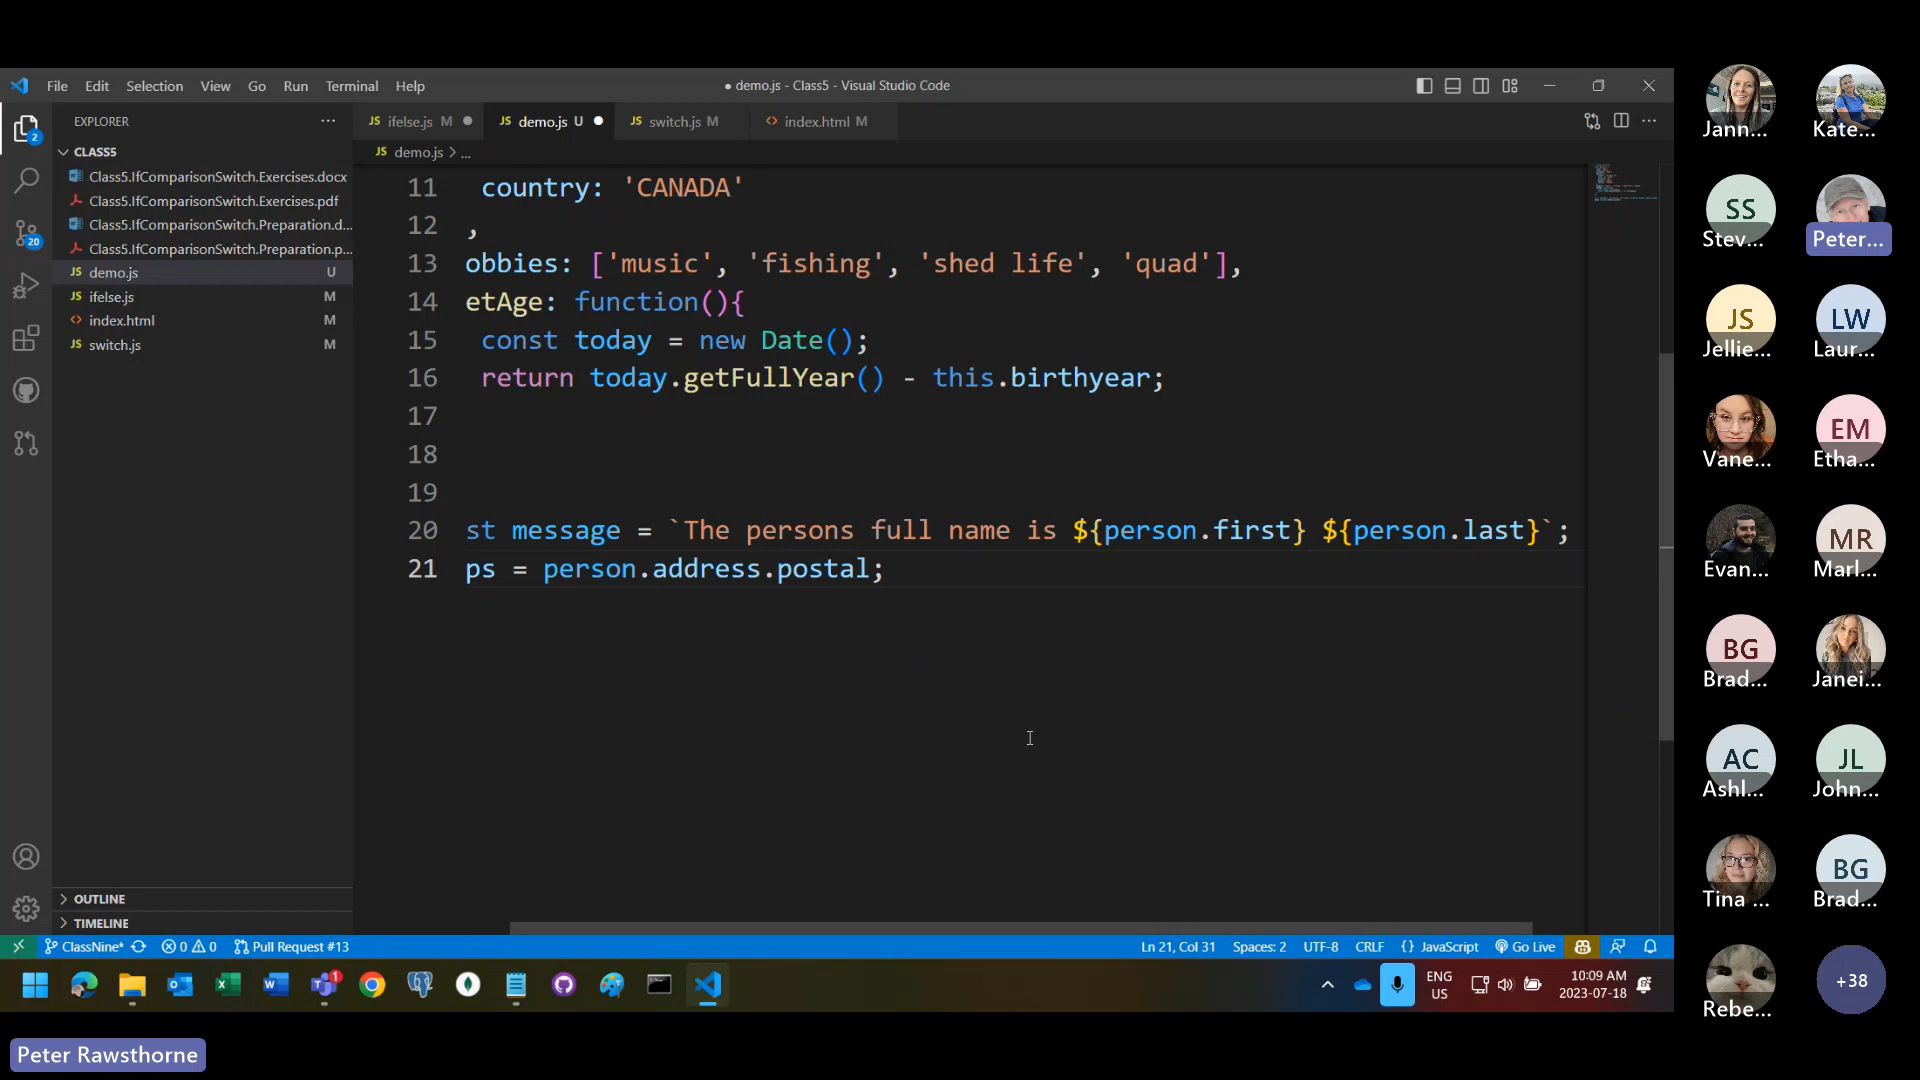 File Edit Selection View Go Run Terminal Help
● demo.js - Class5 - Visual Studio Code
EXPLORER
ifelse.js M
demo.js U
switch.js M
index.html M
demo.js > ...
CLASS5
Class5.IfComparisonSwitch.Exercises.docx
Class5.IfComparisonSwitch.Exercises.pdf
Class5.IfComparisonSwitch.Preparation.d...
Class5.IfComparisonSwitch.Preparation.p...
JS demo.js U
JS ifelse.js M
<> index.html M
JS switch.js M
2
20
11 country: 'CANADA'
12 ,
13 obbies: ['music', 'fishing', 'shed life', 'quad'],
14 etAge: function(){
15 const today = new Date();
16 return today.getFullYear() - this.birthyear;
17
18
19
20 st message = `The persons full name is ${person.first} ${person.last}`;
21 ps = person.address.postal;
OUTLINE
TIMELINE
ClassNine* 0 0 Pull Request #13
Ln 21, Col 31 Spaces: 2 UTF-8 CRLF {} JavaScript Go Live
1
ENG
US
10:09 AM
2023-07-18
Peter Rawsthorne
Jann...
Kate...
SS
Stev...
Peter...
JS
Jellie...
LW
Laur...
Vane...
EM
Etha...
Evan...
MR
Marl...
BG
Brad...
Janei...
AC
Ashl...
JL
John...
Tina ...
BG
Brad...
Rebe...
+38